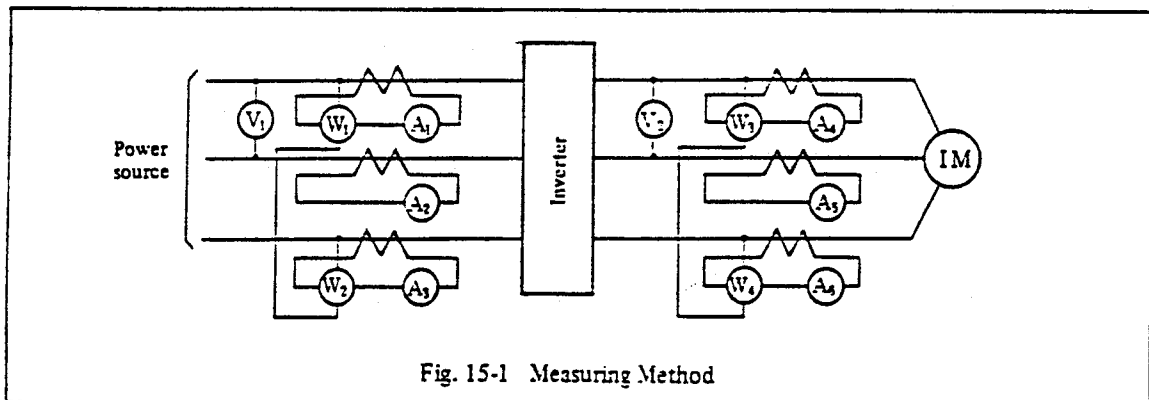 V₁ W₁ A₁ V₂ W₃ A₄
Power
source
Inverter
IM
A₂ A₅
W₂ A₃ W₄ A₆
Fig. 15-1 Measuring Method